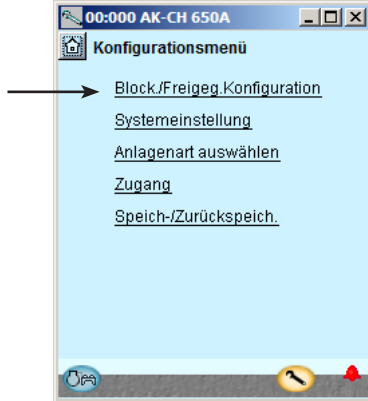 00:000 AK-CH 650A
Konfigurationsmenü
Block./Freigeg.Konfiguration
Systemeinstellung
Anlagenart auswählen
Zugang
Speich-/Zurückspeich.